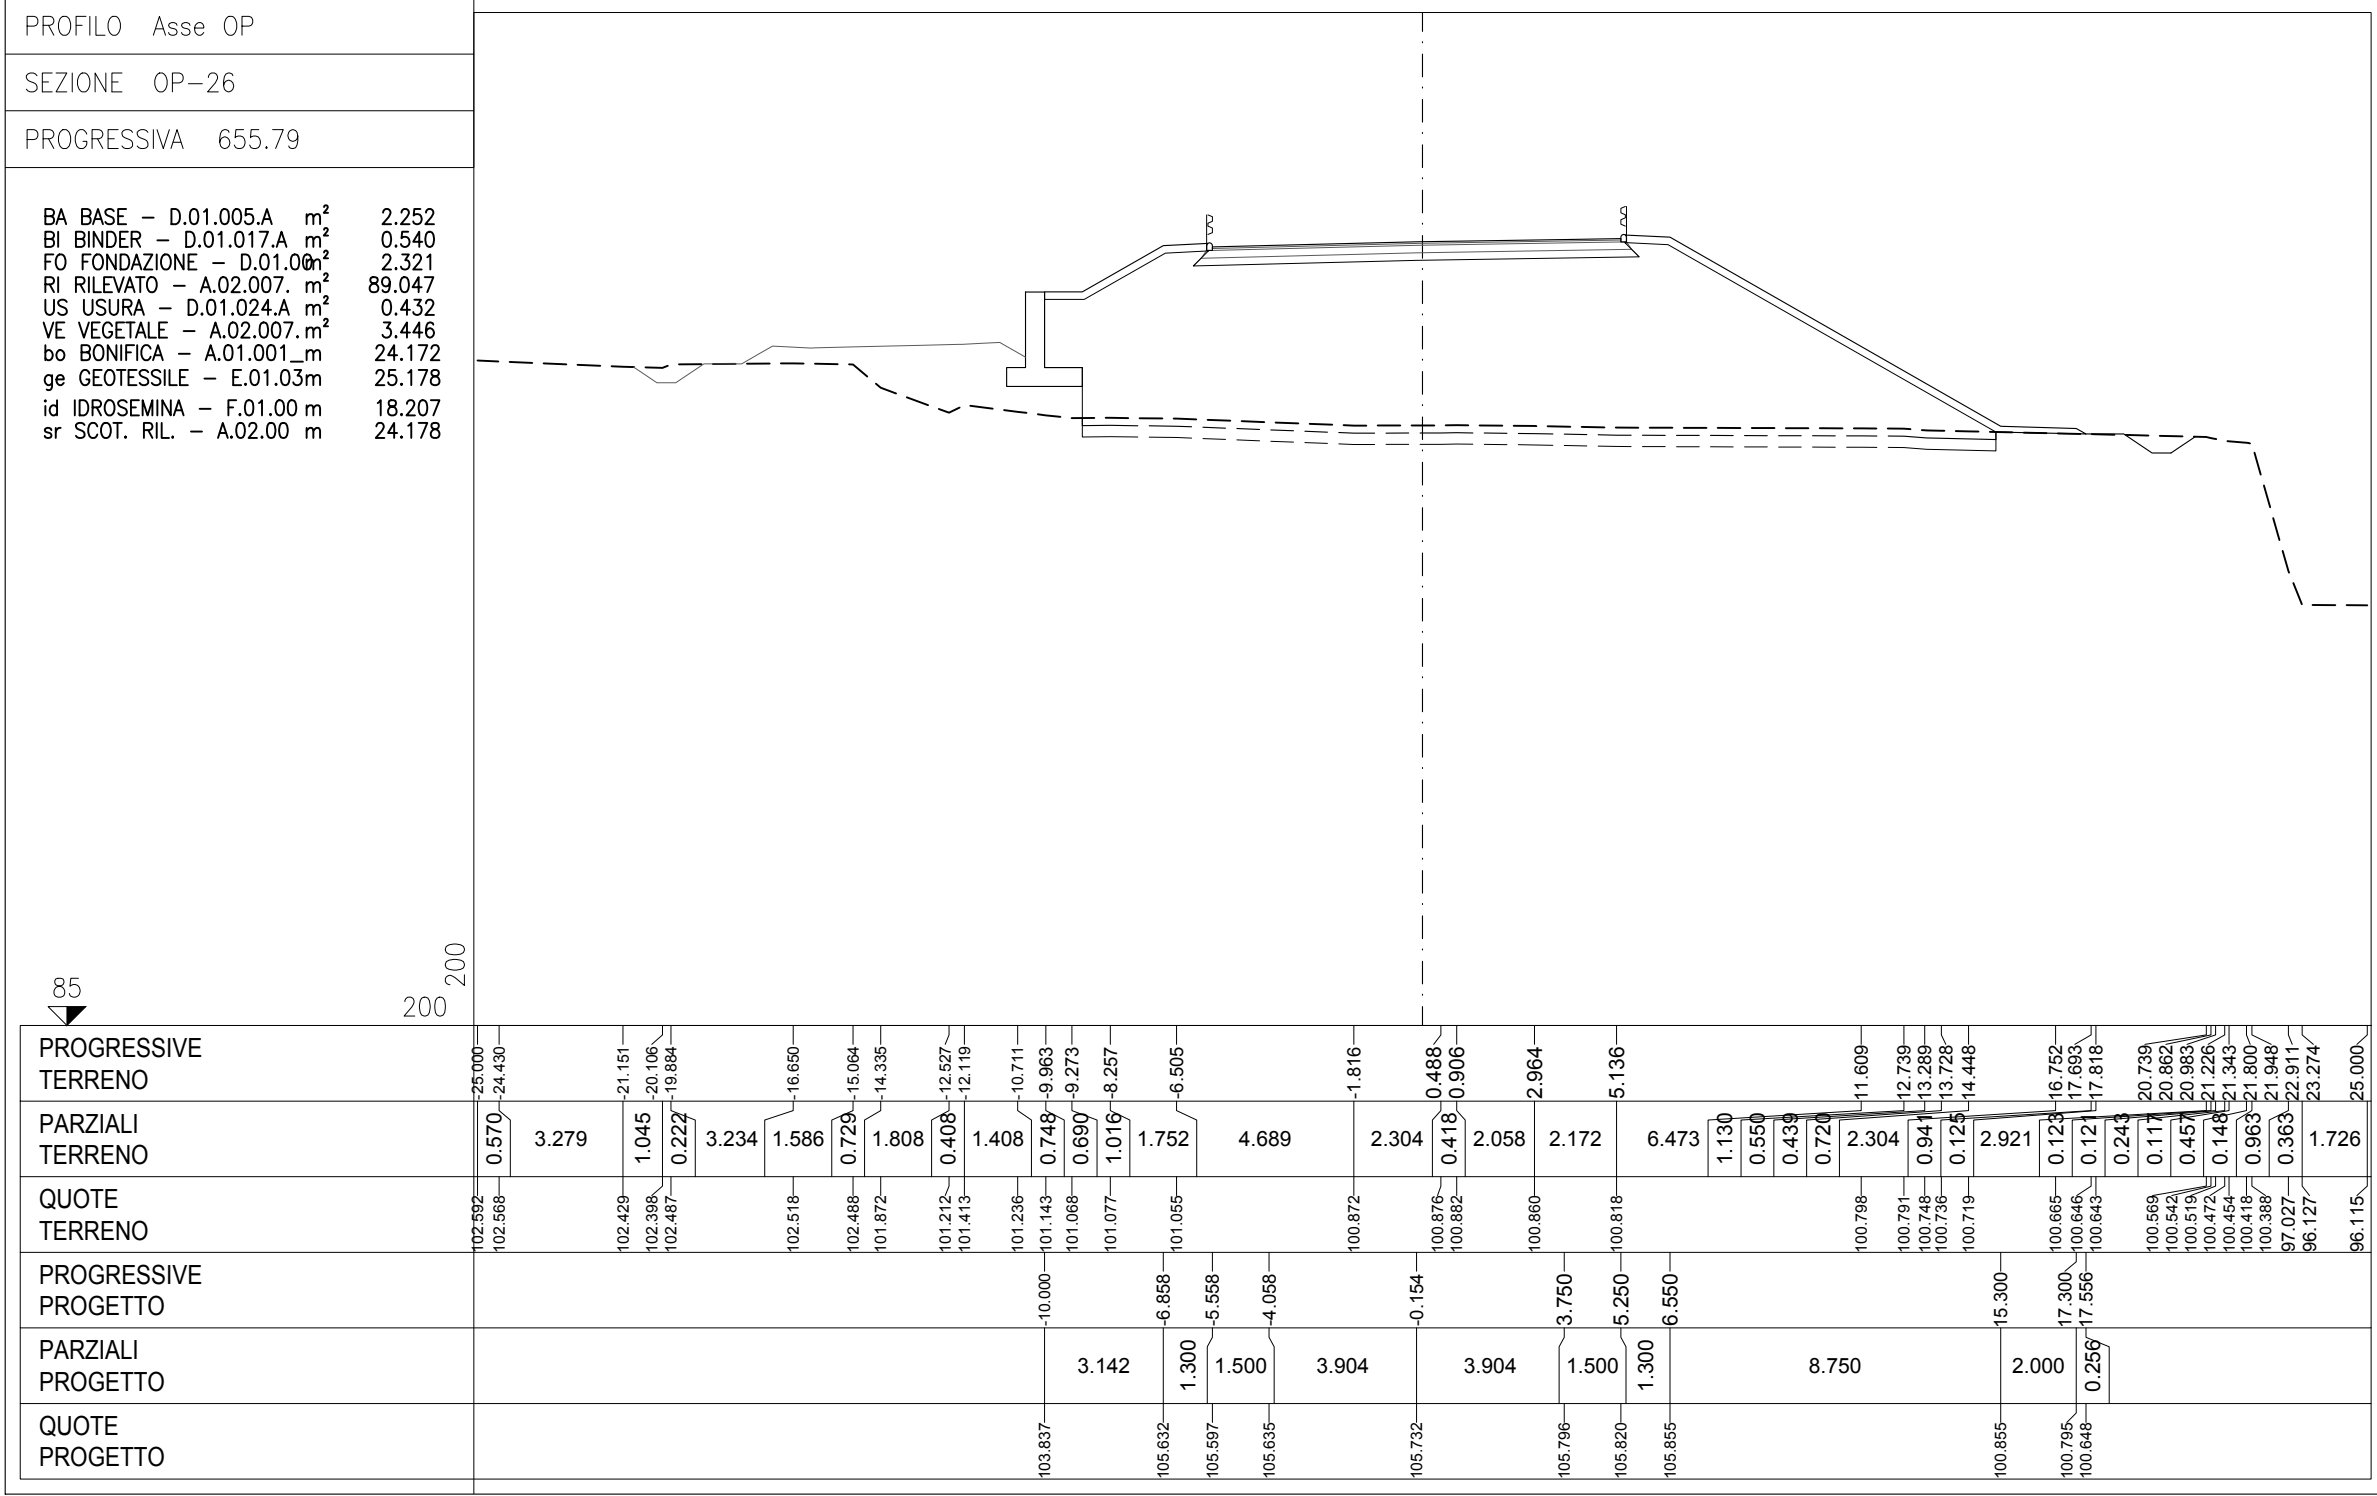 PROFILO Asse OP
SEZIONE OP-26
PROGRESSIVA 655.79
BA BASE - D.01.005.A m² 2.252
BI BINDER - D.01.017.A m² 0.540
FO FONDAZIONE - D.01.00 m² 2.321
RI RILEVATO - A.02.007. m² 89.047
US USURA - D.01.024.A m² 0.432
VE VEGETALE - A.02.007. m² 3.446
bo BONIFICA - A.01.001_m 24.172
ge GEOTESSILE - E.01.03m 25.178
id IDROSEMINA - F.01.00 m 18.207
sr SCOT. RIL. - A.02.00 m 24.178
200
85
200
PROGRESSIVE
TERRENO
-25.000 -24.430 -21.151 -20.106 -19.884 -16.650 -15.064 -14.335 -12.527 -12.119 -10.711 -9.963 -9.273 -8.257 -6.505 -1.816 0.488 0.906 2.964 5.136 11.609 12.739 13.289 13.728 14.448 16.752 17.693 17.818 20.739 20.862 20.983 21.226 21.343 21.800 21.948 22.911 23.274 25.000
PARZIALI
TERRENO
0.570 3.279 1.045 0.222 3.234 1.586 0.729 1.808 0.408 1.408 0.748 0.690 1.016 1.752 4.689 2.304 0.418 2.058 2.172 6.473 1.130 0.550 0.439 0.720 2.304 0.941 0.125 2.921 0.123 0.121 0.243 0.117 0.457 0.148 0.963 0.363 1.726
QUOTE
TERRENO
102.592 102.568 102.429 102.398 102.487 102.518 102.488 101.872 101.212 101.413 101.236 101.143 101.068 101.077 101.055 100.872 100.876 100.882 100.860 100.818 100.798 100.791 100.748 100.736 100.719 100.665 100.646 100.643 100.569 100.542 100.519 100.472 100.454 100.418 100.388 97.027 96.127 96.115
PROGRESSIVE
PROGETTO
-10.000 -6.858 -5.558 -4.058 -0.154 3.750 5.250 6.550 15.300 17.300 17.556
PARZIALI
PROGETTO
3.142 1.300 1.500 3.904 3.904 1.500 1.300 8.750 2.000 0.256
QUOTE
PROGETTO
103.837 105.632 105.597 105.635 105.732 105.796 105.820 105.855 100.855 100.795 100.648